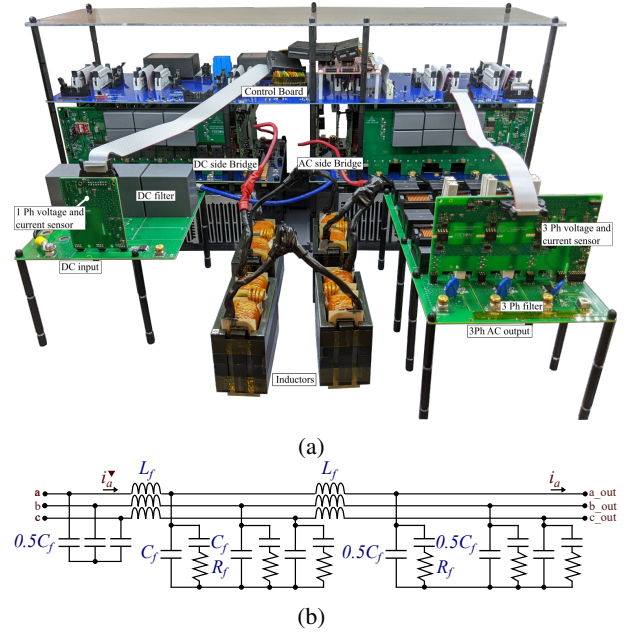 Control Board
DC side Bridge
AC side Bridge
DC filter
1 Ph voltage and
current sensor
3 Ph voltage and
current sensor
DC input
3 Ph filter
3Ph AC output
Inductors
(a)
i_a▼
L_f
L_f
i_a
a
a_out
b
b_out
c
c_out
0.5C_f
C_f
C_f
R_f
0.5C_f
0.5C_f
R_f
(b)